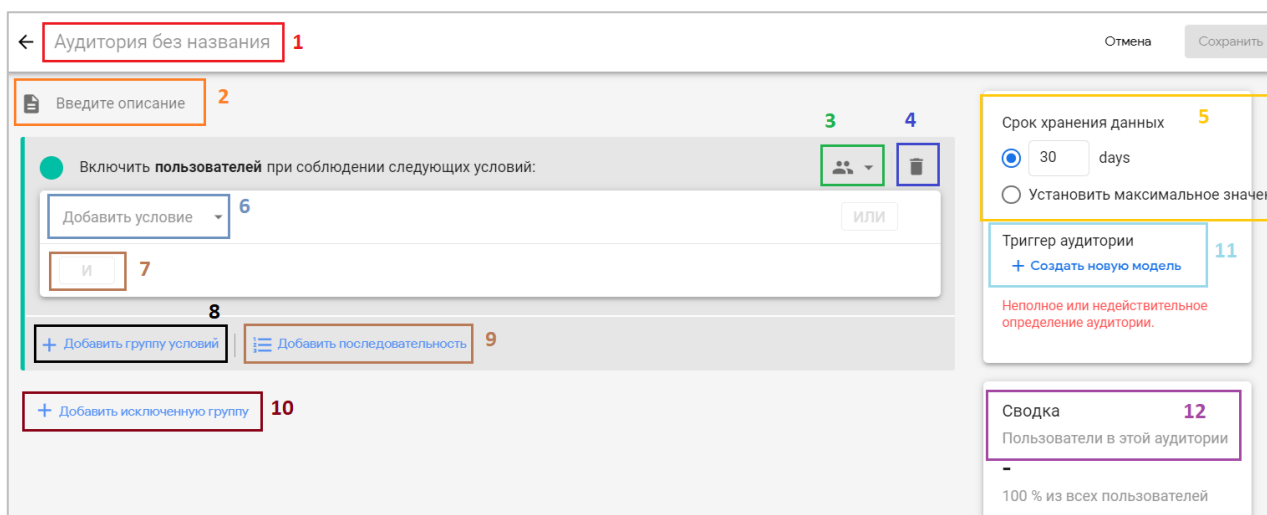 Аудитория без названия 1
Отмена
Сохранить
Введите описание 2
3
4
Включить пользователей при соблюдении следующих условий:
Добавить условие 6
ИЛИ
И 7
8
+ Добавить группу условий
Добавить последовательность 9
+ Добавить исключенную группу 10
Срок хранения данных 5
30 days
Установить максимальное значен
Триггер аудитории
+ Создать новую модель 11
Неполное или недействительное
определение аудитории.
Сводка 12
Пользователи в этой аудитории
-
100 % из всех пользователей